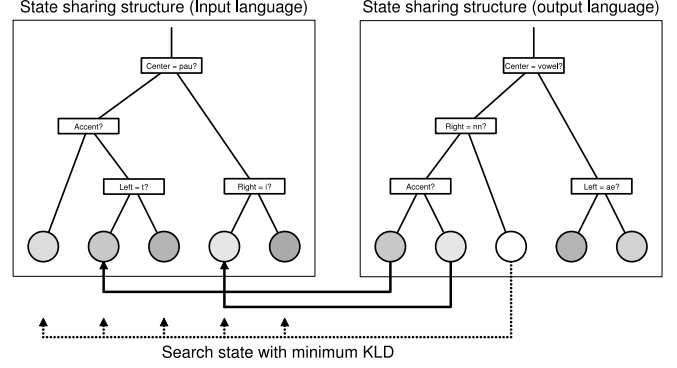 State sharing structure (Input language)
State sharing structure (output language)
Center = pau?
Center = vowel?
Accent?
Right = nn?
Left = t?
Right = i?
Accent?
Left = ae?
Search state with minimum KLD